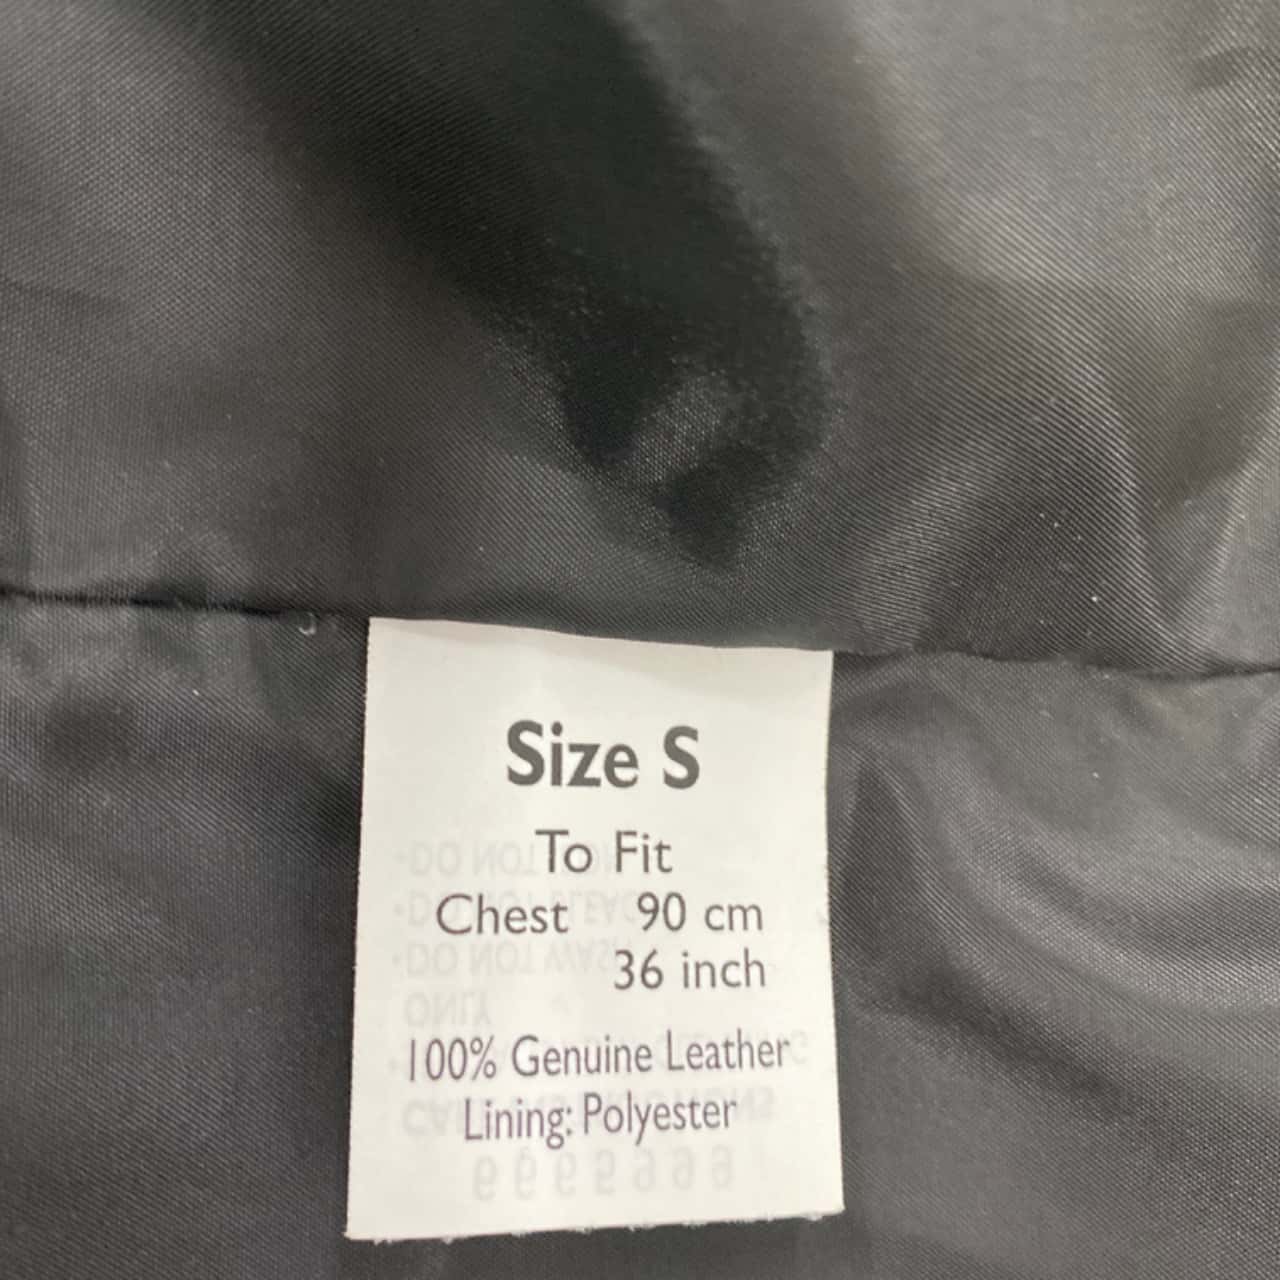 Size S
To Fit
Chest 90 cm
36 inch
100% Genuine Leather
Lining: Polyester